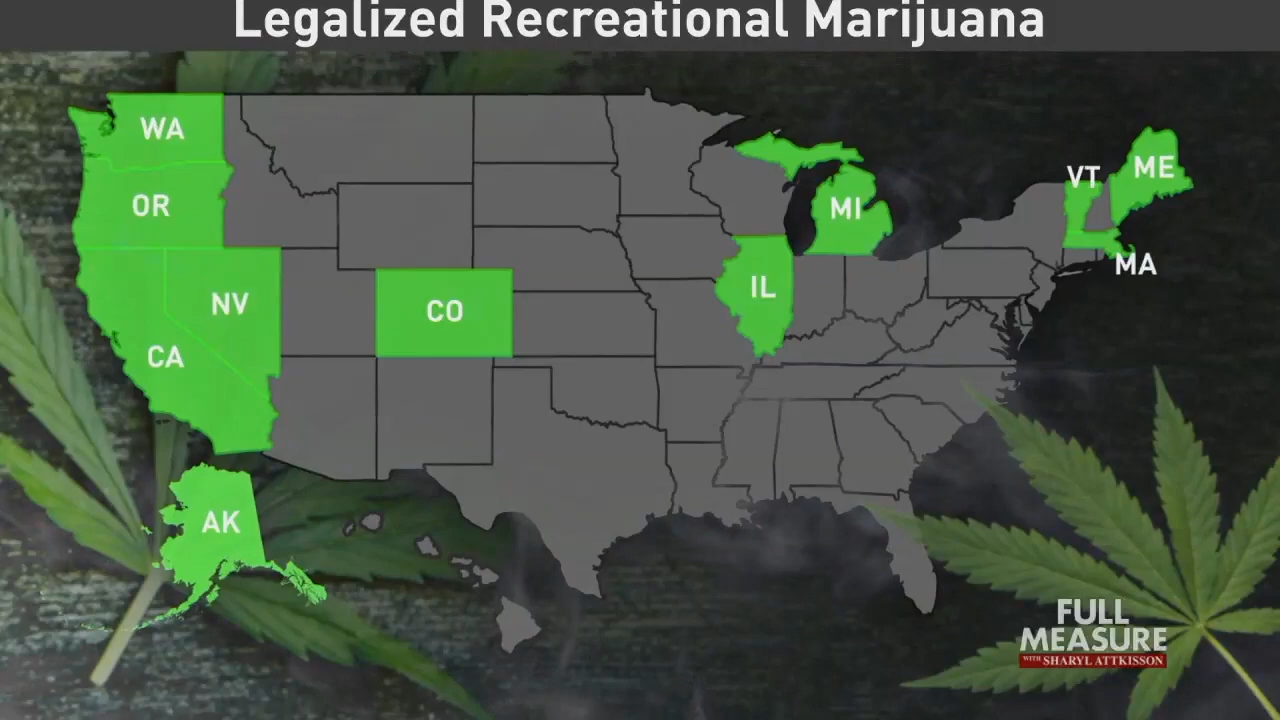 Legalized Recreational Marijuana
WA
OR
NV
CA
CO
AK
IL
MI
VT
ME
MA
FULL
MEASURE
WITH SHARYL ATTKISSON